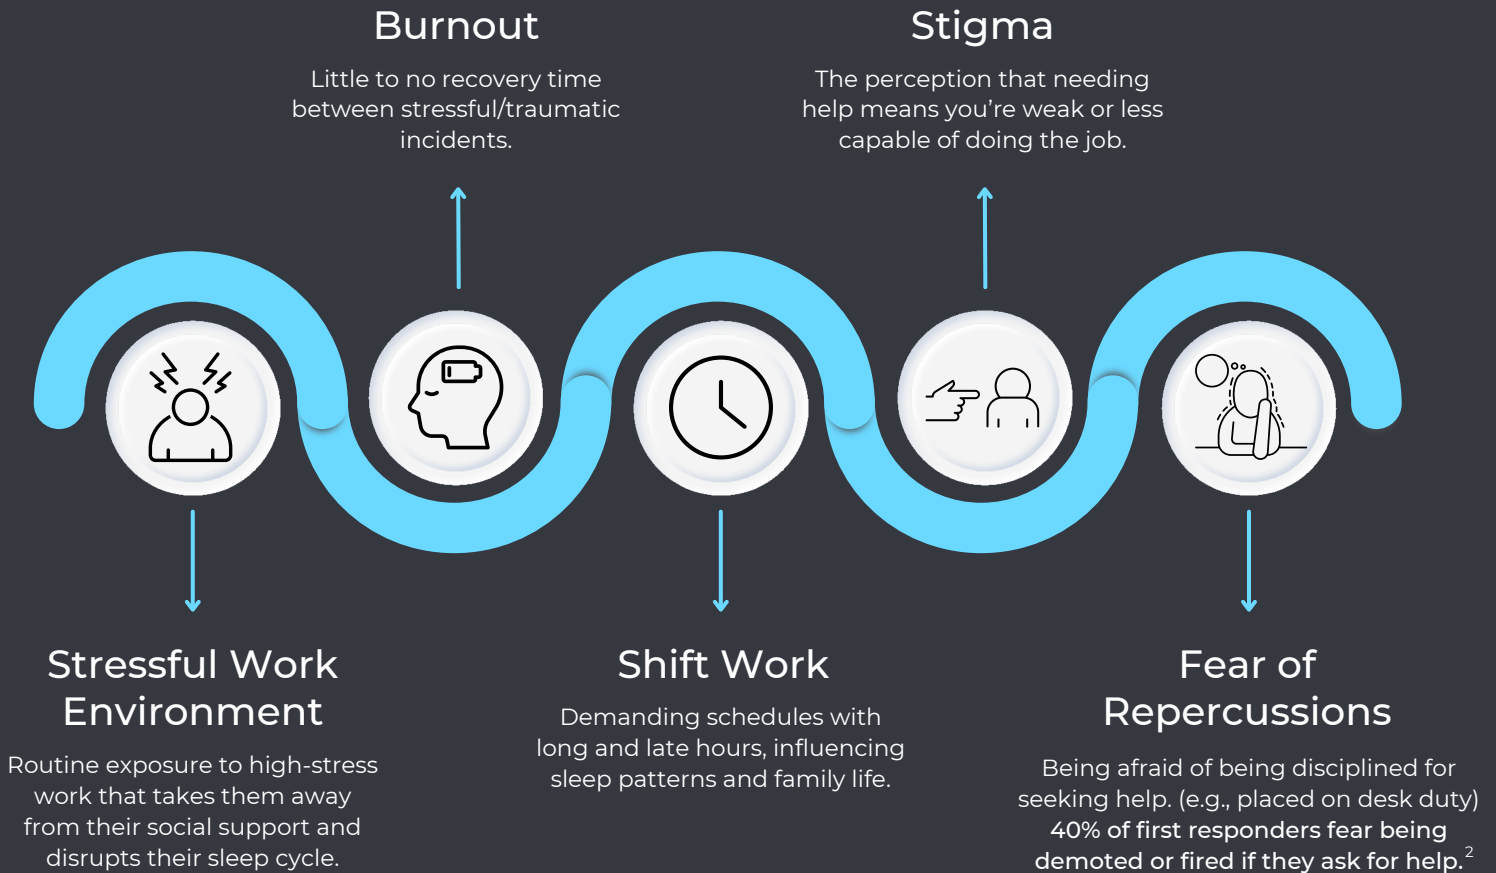 Burnout
Little to no recovery time
between stressful/traumatic
incidents.
Stigma
The perception that needing
help means you're weak or less
capable of doing the job.
Stressful Work
Environment
Routine exposure to high-stress
work that takes them away
from their social support and
disrupts their sleep cycle.
Shift Work
Demanding schedules with
long and late hours, influencing
sleep patterns and family life.
Fear of
Repercussions
Being afraid of being disciplined for
seeking help. (e.g., placed on desk duty)
40% of first responders fear being
demoted or fired if they ask for help.²